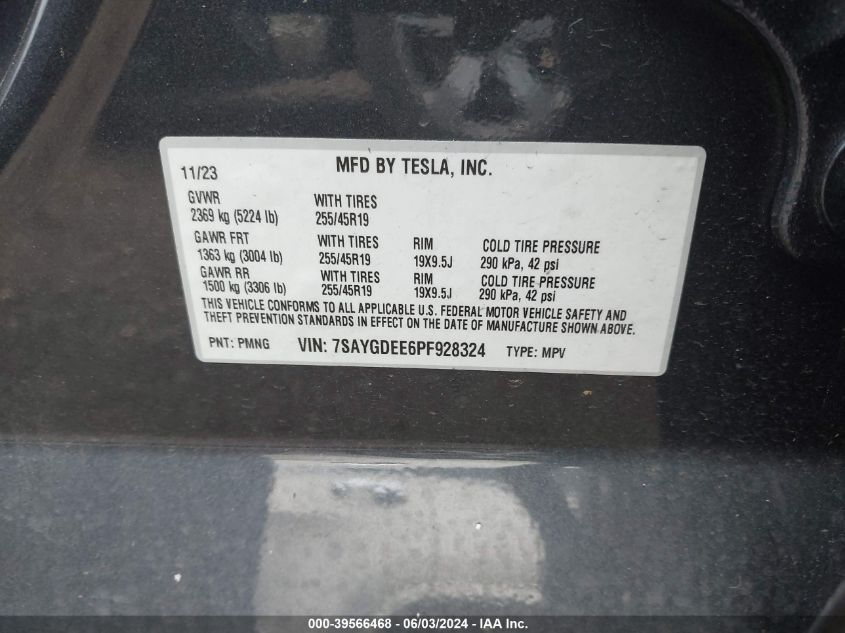 11/23 MFD BY TESLA, INC.
GVWR WITH TIRES
2369 kg (5224 lb) 255/45R19
GAWR FRT WITH TIRES RIM COLD TIRE PRESSURE
1363 kg (3004 lb) 255/45R19 19X9.5J 290 kPa, 42 psi
GAWR RR WITH TIRES RIM COLD TIRE PRESSURE
1500 kg (3306 lb) 255/45R19 19X9.5J 290 kPa, 42 psi
THIS VEHICLE CONFORMS TO ALL APPLICABLE U.S. FEDERAL MOTOR VEHICLE SAFETY AND
THEFT PREVENTION STANDARDS IN EFFECT ON THE DATE OF MANUFACTURE SHOWN ABOVE.
PNT: PMNG VIN: 7SAYGDEE6PF928324 TYPE: MPV
000-39566468 - 06/03/2024 - IAA Inc.